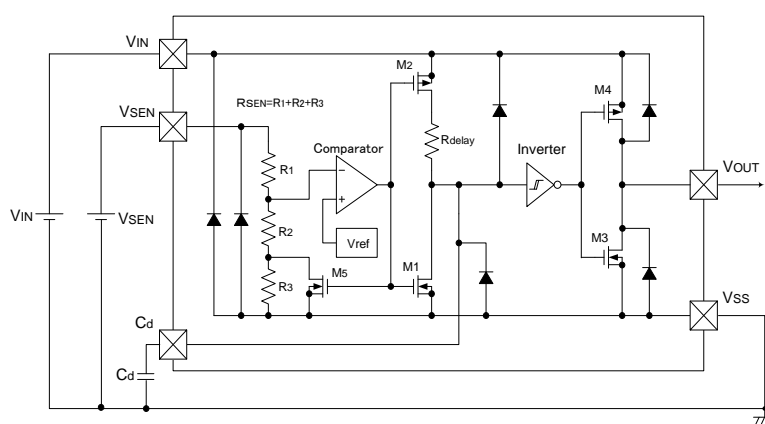 VIN
M2
M4
VSEN
RSEN=R1+R2+R3
Comparator
Rdelay
Inverter
R1
−
+
VOUT
VIN
VSEN
R2
Vref
M3
M5
M1
R3
Cd
VSS
Cd